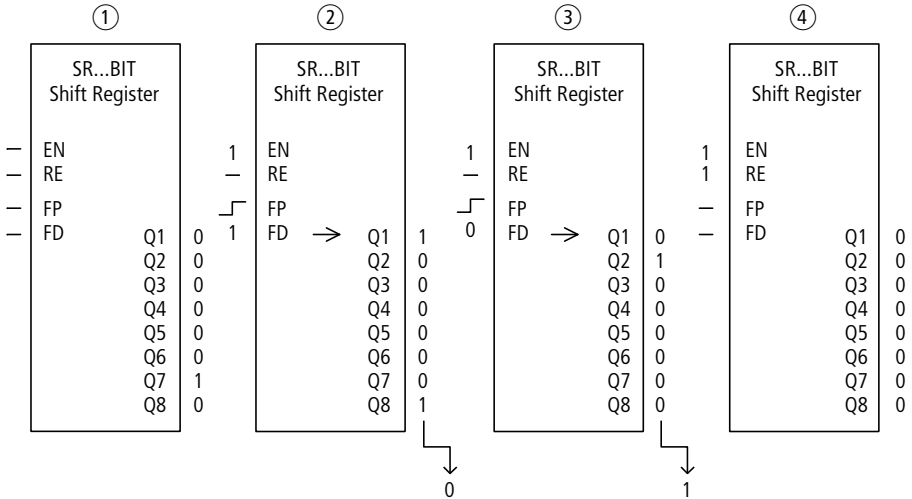 ① ② ③ ④
SR...BIT SR...BIT SR...BIT SR...BIT
Shift Register Shift Register Shift Register Shift Register
– EN 1 EN 1 EN 1 EN
– RE – RE – RE 1 RE
– FP FP FP – FP
– FD 1 FD → 0 FD → – FD
Q1 0 Q1 1 Q1 0 Q1 0
Q2 0 Q2 0 Q2 1 Q2 0
Q3 0 Q3 0 Q3 0 Q3 0
Q4 0 Q4 0 Q4 0 Q4 0
Q5 0 Q5 0 Q5 0 Q5 0
Q6 0 Q6 0 Q6 0 Q6 0
Q7 1 Q7 0 Q7 0 Q7 0
Q8 0 Q8 1 Q8 0 Q8 0
0 1